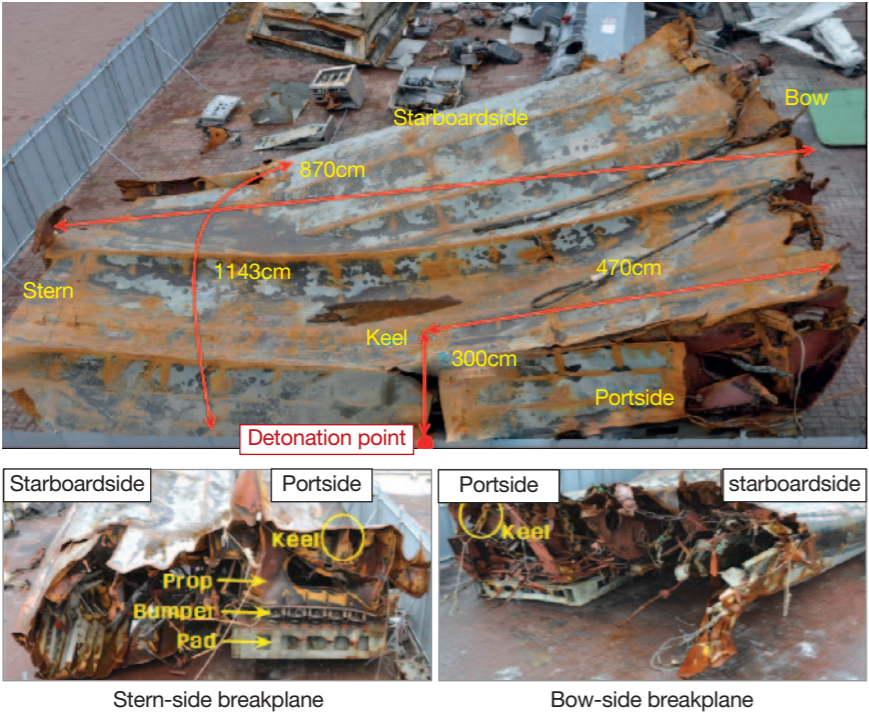 Bow
Starboardside
870cm
1143cm
470cm
Stern
Keel
300cm
Portside
Detonation point
Starboardside
Portside
Keel
Prop
Bumper
Pad
Portside
starboardside
Keel
Stern-side breakplane
Bow-side breakplane